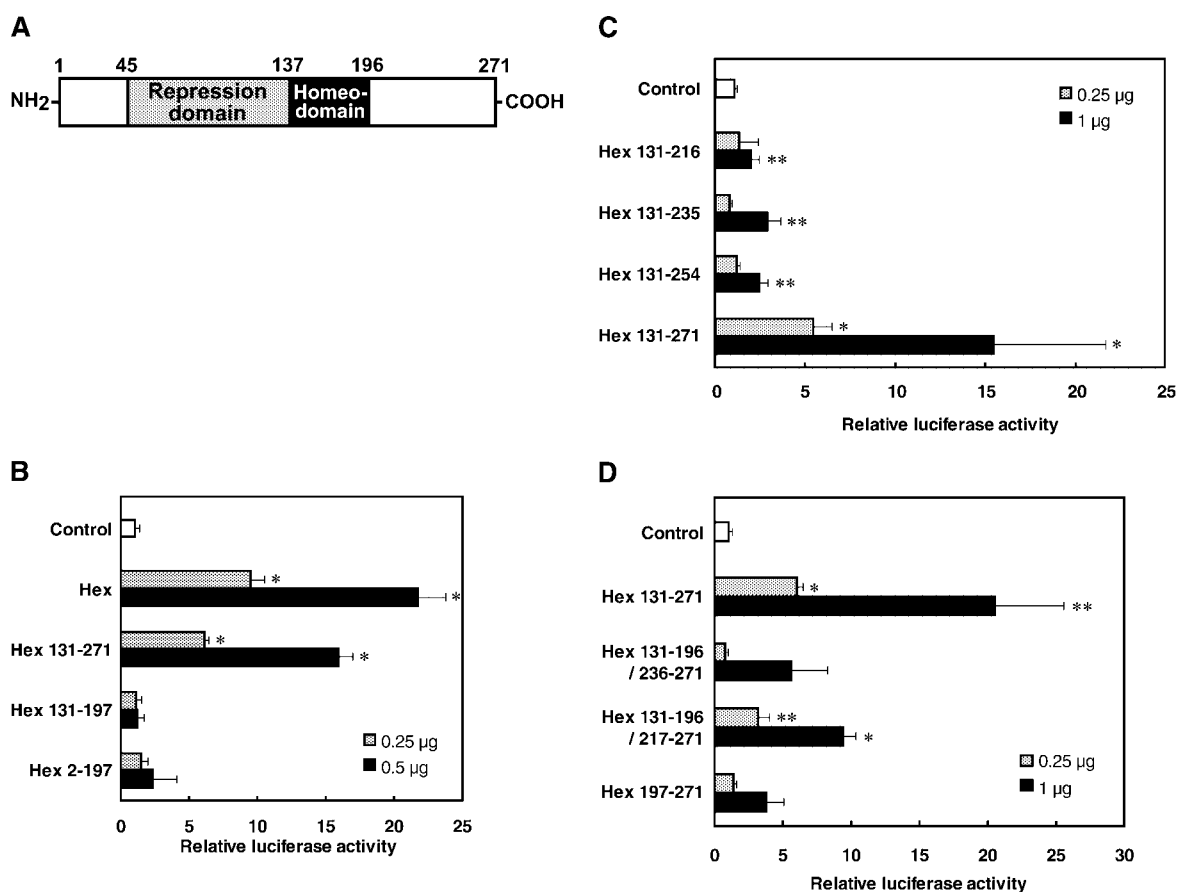 A
1 45 137 196 271
NH2 Repression domain Homeo-domain COOH
B
Control
Hex
Hex 131-271
Hex 131-197
Hex 2-197
* *
* *
0.25 µg
0.5 µg
0 5 10 15 20 25
Relative luciferase activity
C
Control
Hex 131-216
Hex 131-235
Hex 131-254
Hex 131-271
**
**
**
*
*
0.25 µg
1 µg
0 5 10 15 20 25
Relative luciferase activity
D
Control
Hex 131-271
Hex 131-196
/ 236-271
Hex 131-196
/ 217-271
Hex 197-271
*
**
**
*
0.25 µg
1 µg
0 5 10 15 20 25 30
Relative luciferase activity